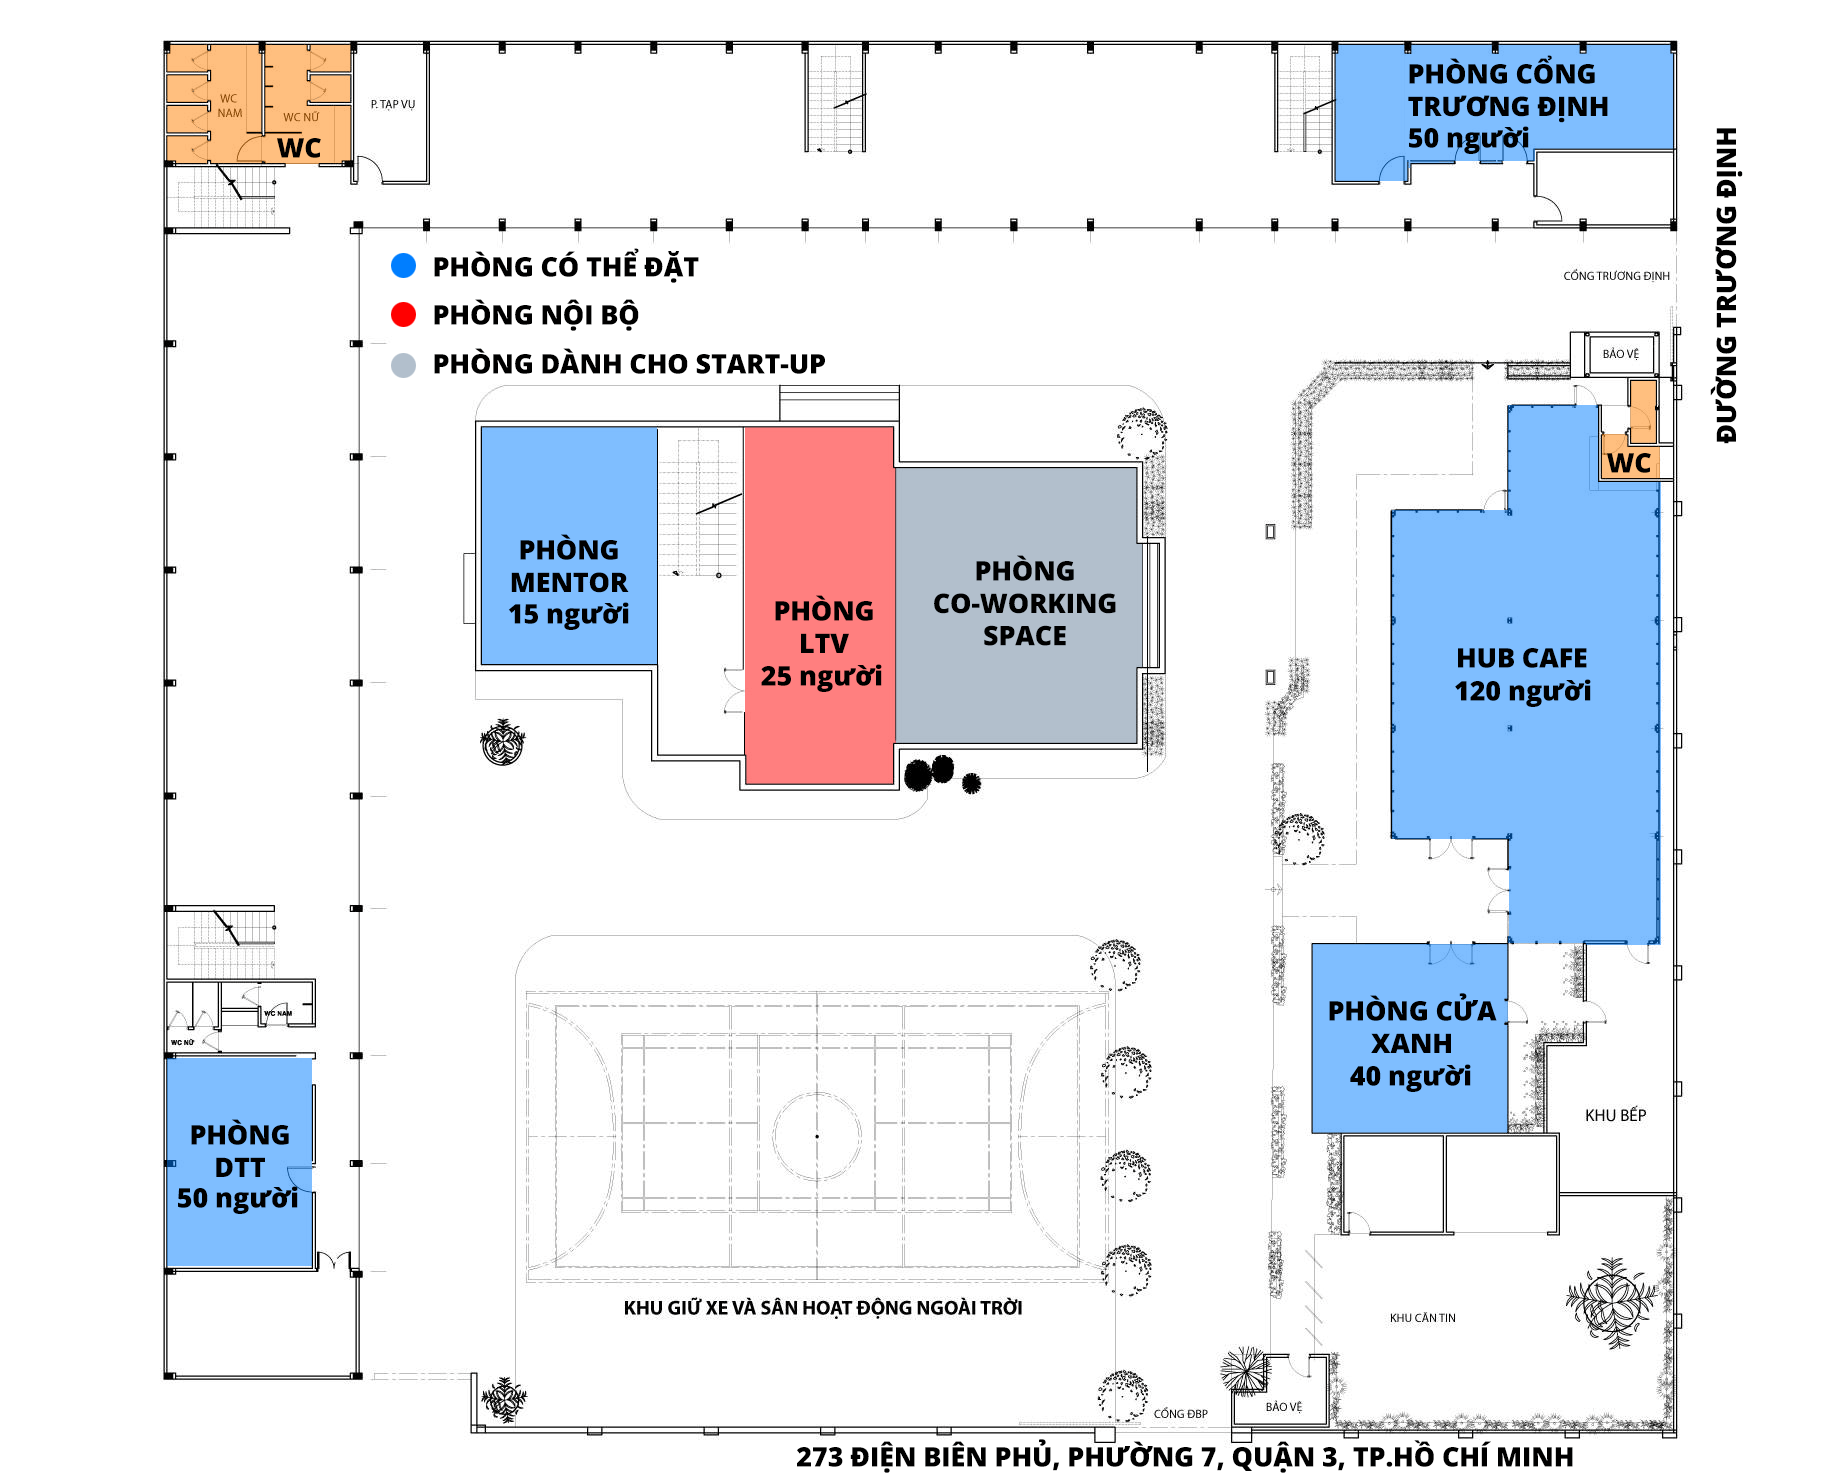 PHÒNG CỔNG
TRƯƠNG ĐỊNH
50 người
WC
NAM
WC NỮ
WC
P. TẠP VỤ
ĐƯỜNG TRƯƠNG ĐỊNH
PHÒNG CÓ THỂ ĐẶT
PHÒNG NỘI BỘ
PHÒNG DÀNH CHO START-UP
CỔNG TRƯƠNG ĐỊNH
BẢO VỆ
WC
PHÒNG
MENTOR
15 người
PHÒNG
LTV
25 người
PHÒNG
CO-WORKING
SPACE
HUB CAFE
120 người
WC NAM
WC NỮ
PHÒNG
DTT
50 người
PHÒNG CỬA
XANH
40 người
KHU BẾP
KHU GIỮ XE VÀ SÂN HOẠT ĐỘNG NGOÀI TRỜI
KHU CĂN TIN
BẢO VỆ
CỔNG ĐBP
273 ĐIỆN BIÊN PHỦ, PHƯỜNG 7, QUẬN 3, TP.HỒ CHÍ MINH